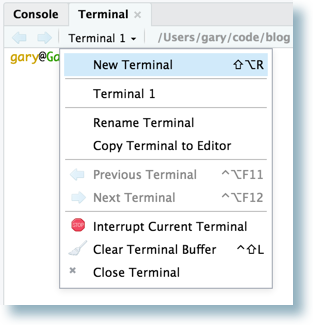 Console Terminal ×
Terminal 1 /Users/gary/code/blog
gary@Ga
New Terminal ⇧⌥R
Terminal 1
Rename Terminal
Copy Terminal to Editor
Previous Terminal ^⌥F11
Next Terminal ^⌥F12
STOP Interrupt Current Terminal
Clear Terminal Buffer ^⇧L
Close Terminal